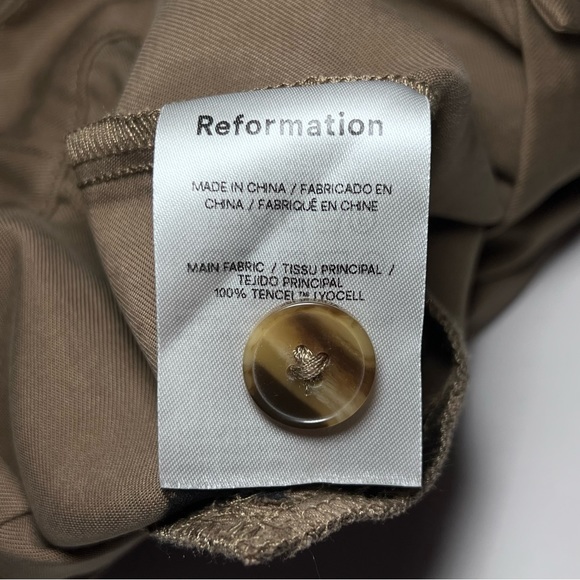 Reformation
MADE IN CHINA / FABRICADO EN
CHINA / FABRIQUÉ EN CHINE
MAIN FABRIC / TISSU PRINCIPAL /
TEJIDO PRINCIPAL
100% TENCEL™ LYOCELL